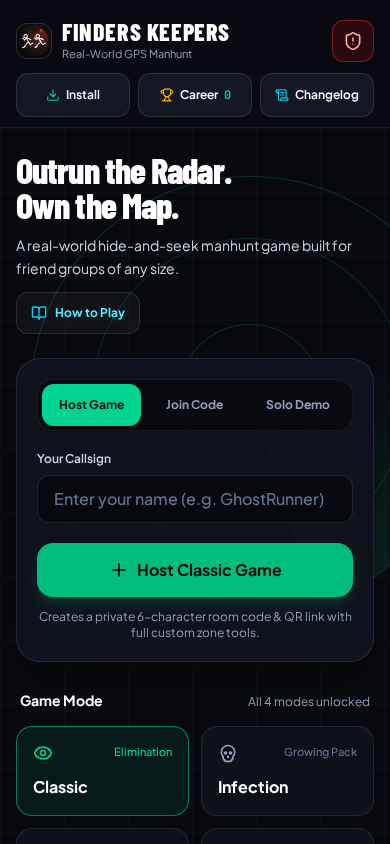 FINDERS KEEPERS
Real-World GPS Manhunt
Install
Career 0
Changelog
Outrun the Radar.
Own the Map.
A real-world hide-and-seek manhunt game built for
friend groups of any size.
How to Play
Host Game
Join Code
Solo Demo
Your Callsign
Enter your name (e.g. GhostRunner)
Host Classic Game
Creates a private 6-character room code & QR link with
full custom zone tools.
Game Mode
All 4 modes unlocked
Elimination
Classic
Growing Pack
Infection